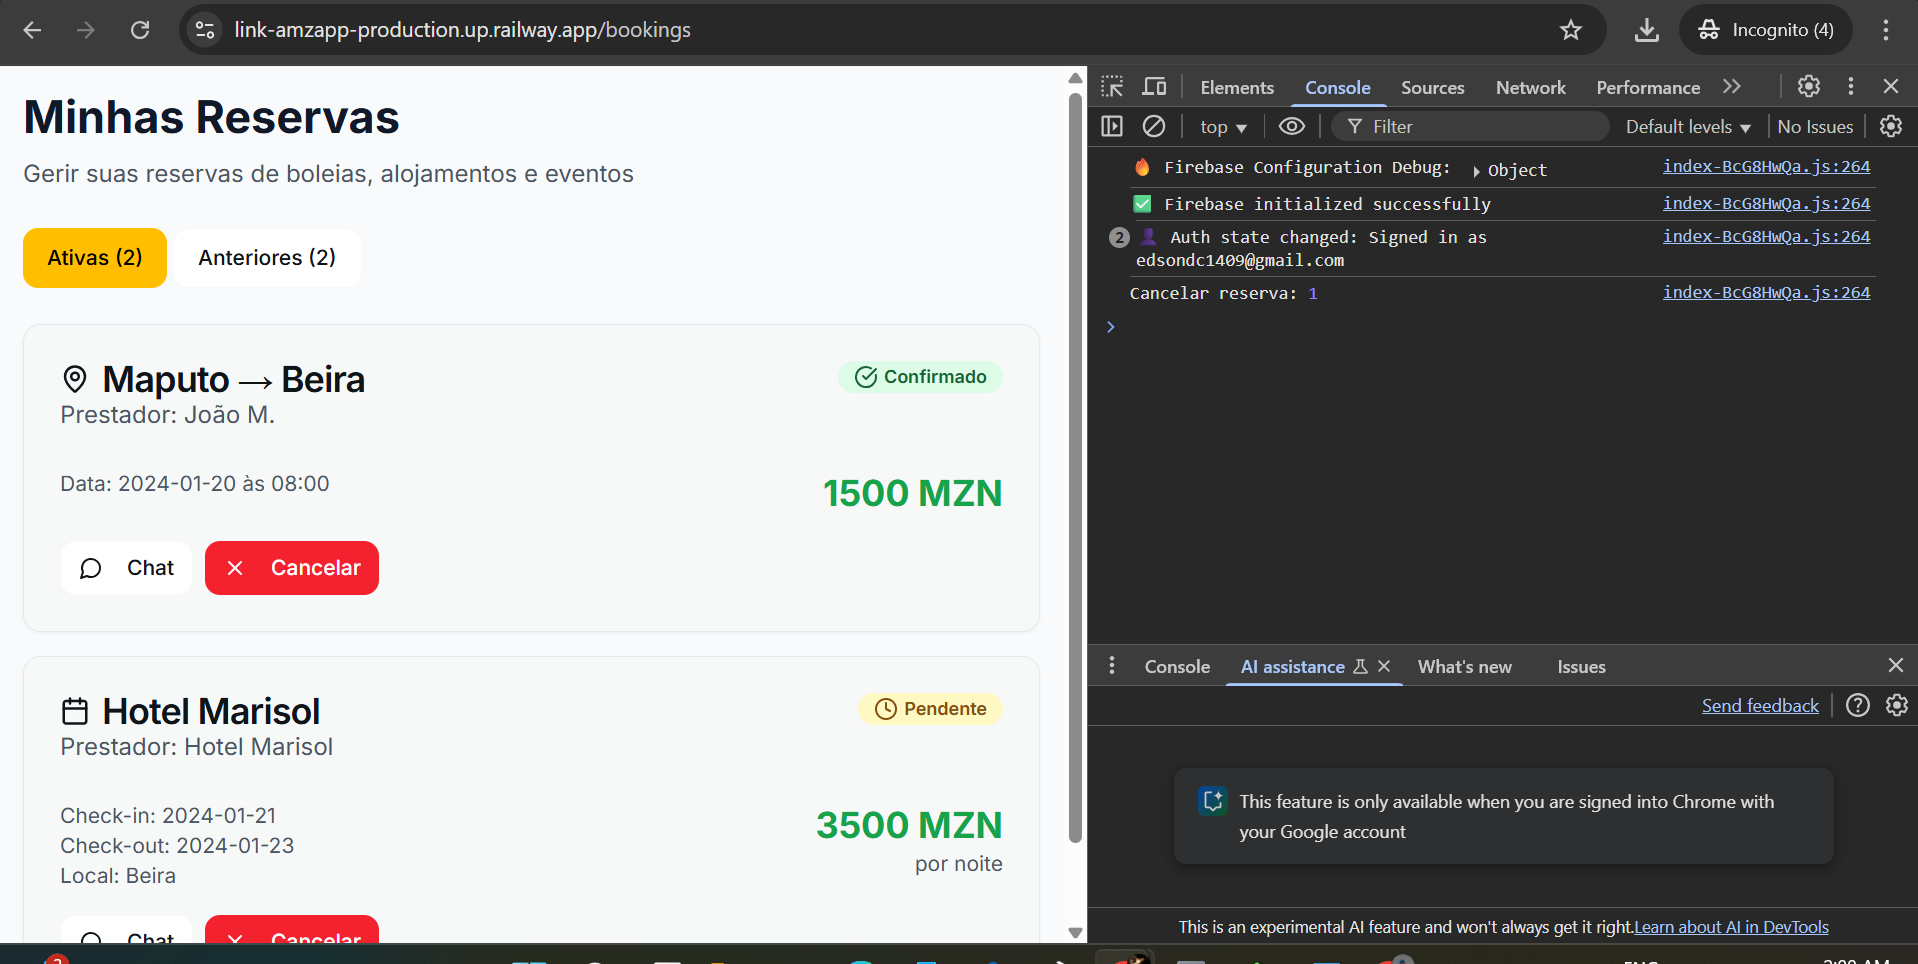 link-amzapp-production.up.railway.app/bookings
Incognito (4)
Minhas Reservas
Gerir suas reservas de boleias, alojamentos e eventos
Ativas (2)
Anteriores (2)
Maputo → Beira
Confirmado
Prestador: João M.
Data: 2024-01-20 às 08:00
1500 MZN
Chat
Cancelar
Hotel Marisol
Pendente
Prestador: Hotel Marisol
Check-in: 2024-01-21
Check-out: 2024-01-23
Local: Beira
3500 MZN
por noite
Chat
Cancelar
Elements
Console
Sources
Network
Performance
top
Filter
Default levels
No Issues
Firebase Configuration Debug: Object
index-BcG8HwQa.js:264
Firebase initialized successfully
index-BcG8HwQa.js:264
2
Auth state changed: Signed in as
index-BcG8HwQa.js:264
edsondc1409@gmail.com
Cancelar reserva: 1
index-BcG8HwQa.js:264
Console
AI assistance
What's new
Issues
Send feedback
This feature is only available when you are signed into Chrome with
your Google account
This is an experimental AI feature and won't always get it right.Learn about AI in DevTools